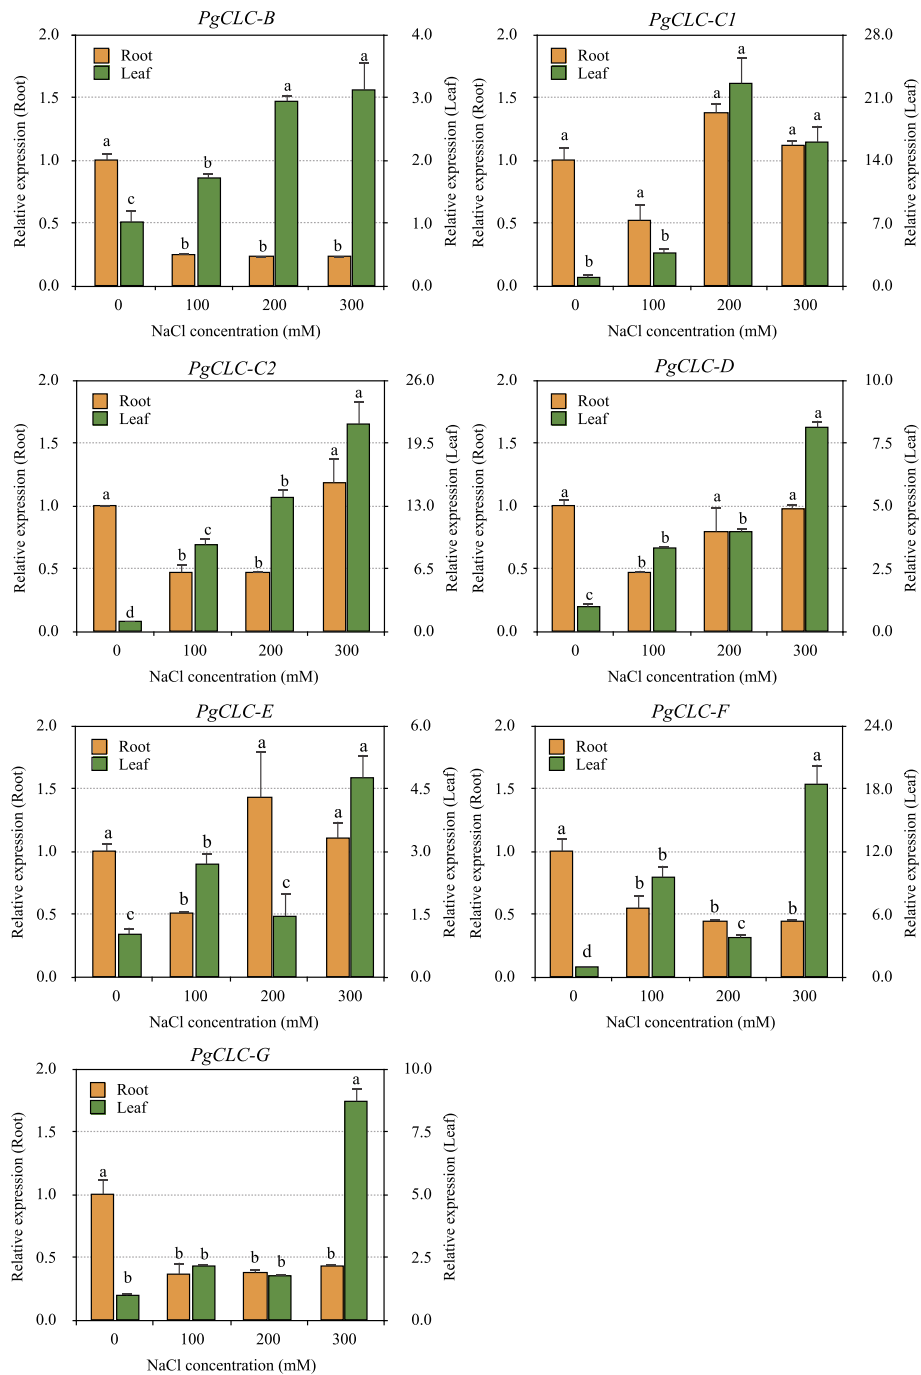 PgCLC-B
2.0 4.0
Root
Leaf
1.5 3.0
1.0 2.0
0.5 1.0
0.0 0.0
a c b b b a b a
Relative expression (Root)
Relative expression (Leaf)
0 100 200 300
NaCl concentration (mM)
PgCLC-C1
2.0 28.0
Root
Leaf
1.5 21.0
1.0 14.0
0.5 7.0
0.0 0.0
a b a b a a a a
Relative expression (Root)
Relative expression (Leaf)
0 100 200 300
NaCl concentration (mM)
PgCLC-C2
2.0 26.0
Root
Leaf
1.5 19.5
1.0 13.0
0.5 6.5
0.0 0.0
a d b c b b a a
Relative expression (Root)
Relative expression (Leaf)
0 100 200 300
NaCl concentration (mM)
PgCLC-D
2.0 10.0
Root
Leaf
1.5 7.5
1.0 5.0
0.5 2.5
0.0 0.0
a c b b a b a a
Relative expression (Root)
Relative expression (Leaf)
0 100 200 300
NaCl concentration (mM)
PgCLC-E
2.0 6.0
Root
Leaf
1.5 4.5
1.0 3.0
0.5 1.5
0.0 0.0
a c b b a c a a
Relative expression (Root)
Relative expression (Leaf)
0 100 200 300
NaCl concentration (mM)
PgCLC-F
2.0 24.0
Root
Leaf
1.5 18.0
1.0 12.0
0.5 6.0
0.0 0.0
a d b b b c b a
Relative expression (Root)
Relative expression (Leaf)
0 100 200 300
NaCl concentration (mM)
PgCLC-G
2.0 10.0
Root
Leaf
1.5 7.5
1.0 5.0
0.5 2.5
0.0 0.0
a b b b b b b a
Relative expression (Root)
Relative expression (Leaf)
0 100 200 300
NaCl concentration (mM)